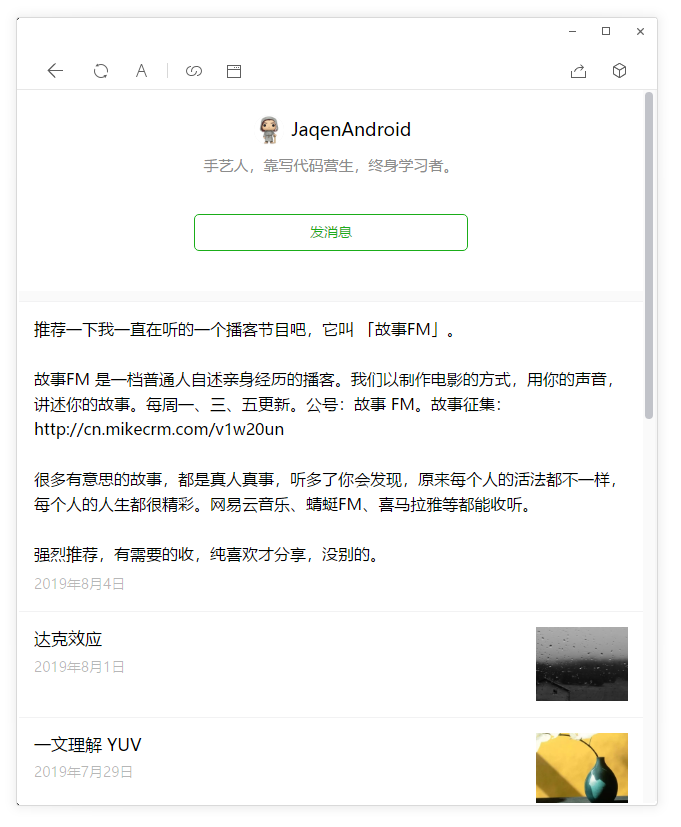 JaqenAndroid
手艺人，靠写代码营生，终身学习者。
发消息
推荐一下我一直在听的一个播客节目吧，它叫 「故事FM」。
故事FM 是一档普通人自述亲身经历的播客。我们以制作电影的方式，用你的声音，
讲述你的故事。每周一、三、五更新。公号：故事 FM。故事征集：
http://cn.mikecrm.com/v1w20un
很多有意思的故事，都是真人真事，听多了你会发现，原来每个人的活法都不一样，
每个人的人生都很精彩。网易云音乐、蜻蜓FM、喜马拉雅等都能收听。
强烈推荐，有需要的收，纯喜欢才分享，没别的。
2019年8月4日
达克效应
2019年8月1日
一文理解 YUV
2019年7月29日